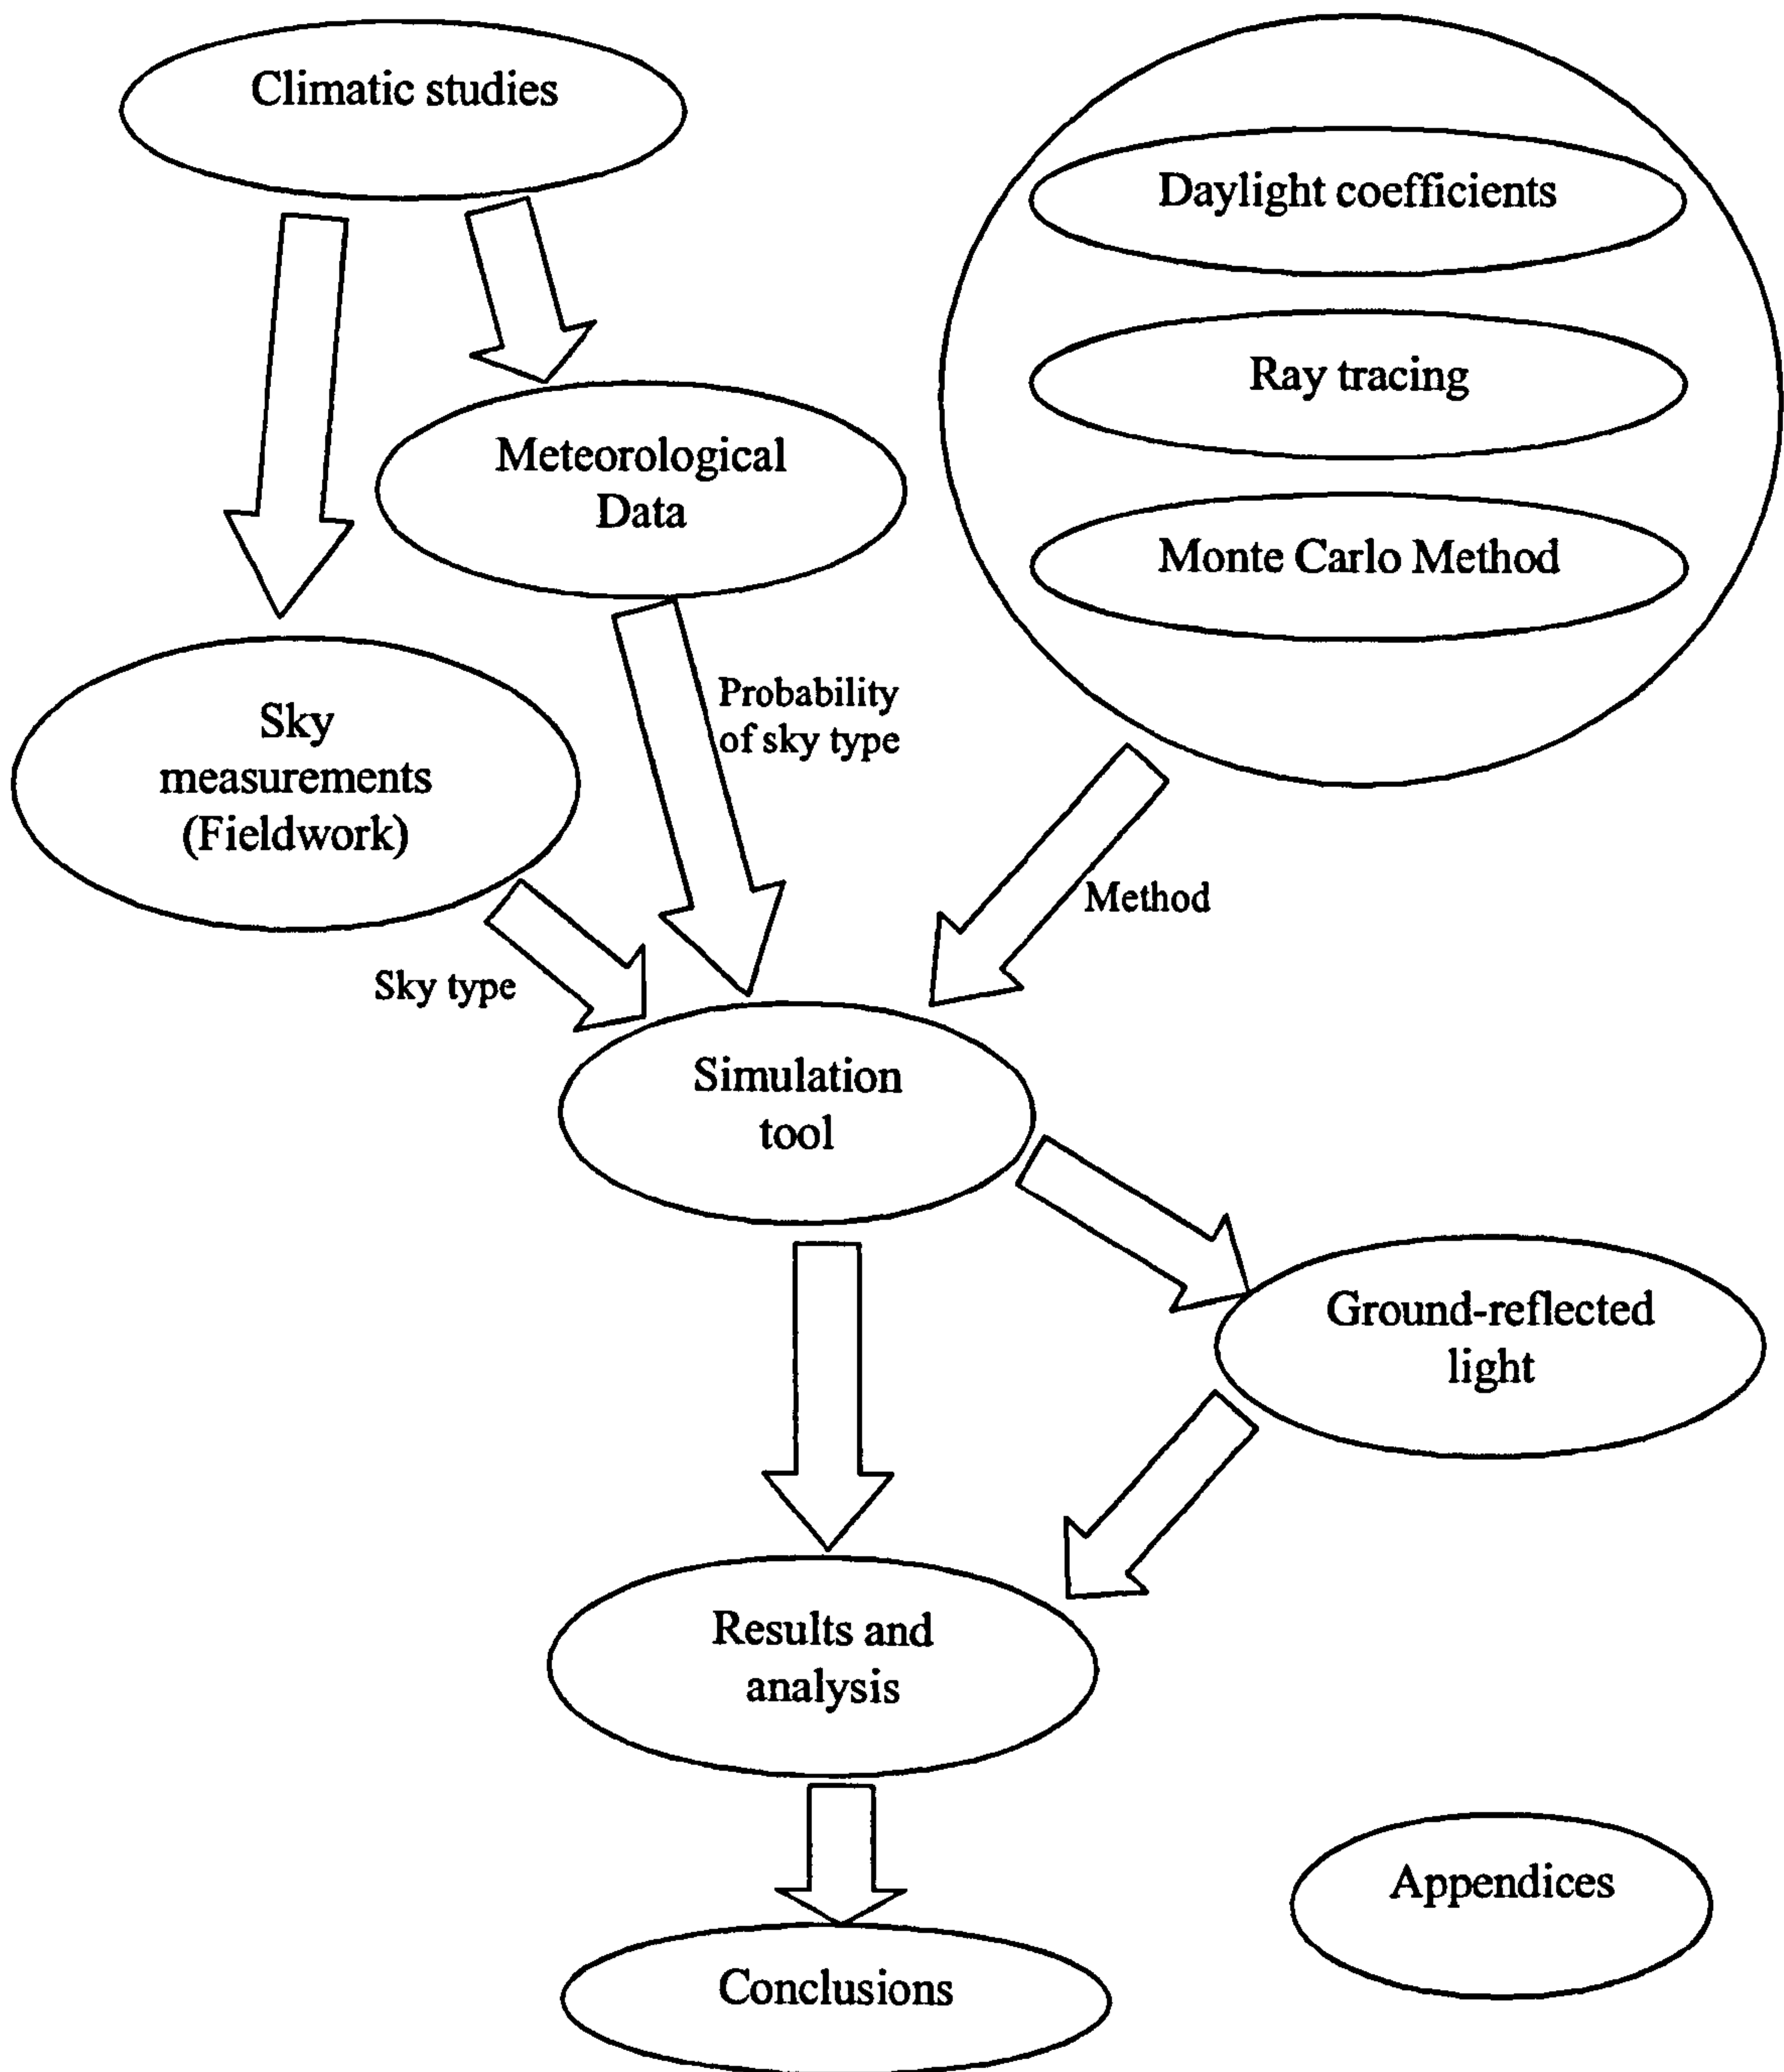 Climatic studies
Daylight coefficients
Ray tracing
Monte Carlo Method
Meteorological
Data
Sky
measurements
(Fieldwork)
Probability
of sky type
Method
Sky type
Simulation
tool
Ground-reflected
light
Results and
analysis
Appendices
Conclusions